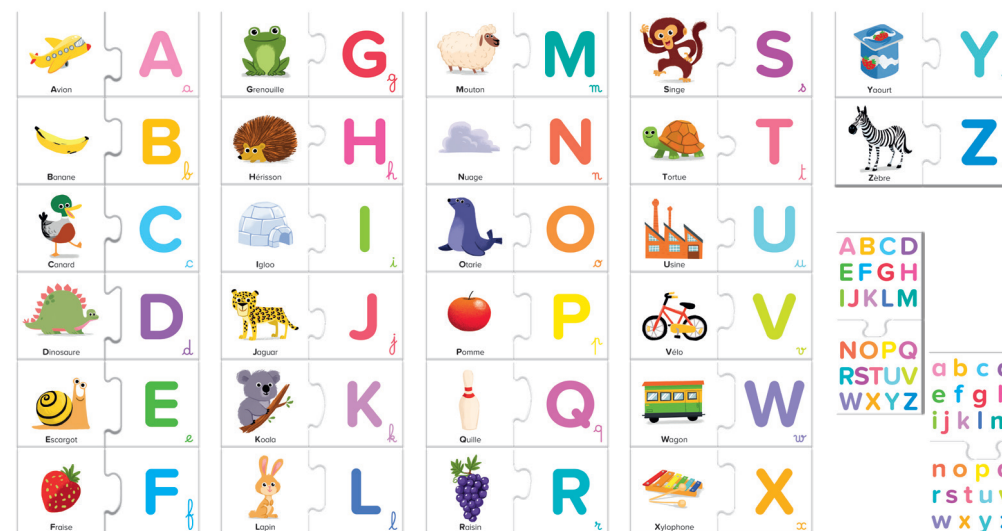 A
a
Avion
B
b
Banane
C
c
Canard
D
d
Dinosaure
E
e
Escargot
F
f
Fraise
G
g
Grenouille
H
h
Hérisson
I
i
Igloo
J
j
Jaguar
K
k
Koala
L
l
Lapin
M
m
Mouton
N
n
Nuage
O
o
Otarie
P
p
Pomme
Q
q
Quille
R
r
Raisin
S
s
Singe
T
t
Tortue
U
u
Usine
V
v
Vélo
W
w
Wagon
X
x
Xylophone
Y
Yaourt
Z
Zèbre
ABCD
EFGH
IJKLM
NOPQ
RSTUV
WXYZ
a b c
e f g
i j k l
n o p
r s t u
w x y